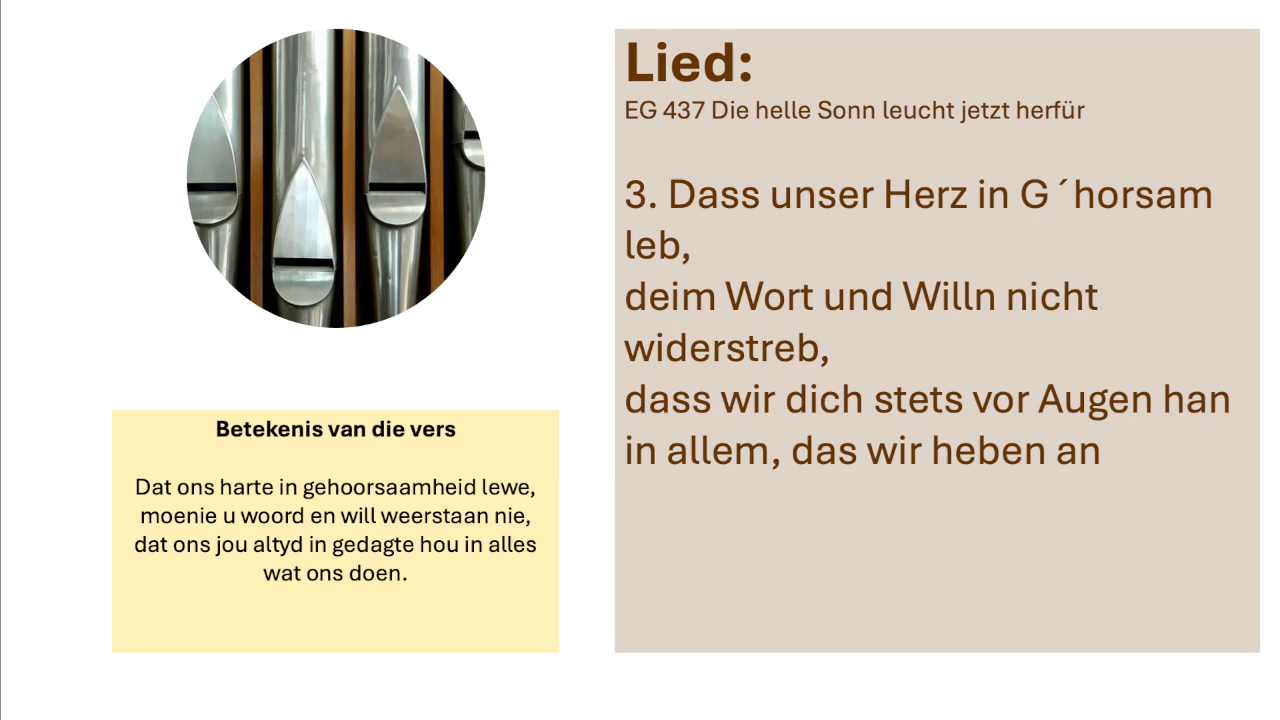 Lied:
EG 437 Die helle Sonn leucht jetzt herfür
3. Dass unser Herz in G ´horsam
leb,
deim Wort und Willn nicht
widerstreb,
dass wir dich stets vor Augen han
in allem, das wir heben an
Betekenis van die vers
Dat ons harte in gehoorsaamheid lewe,
moenie u woord en will weerstaan nie,
dat ons jou altyd in gedagte hou in alles
wat ons doen.